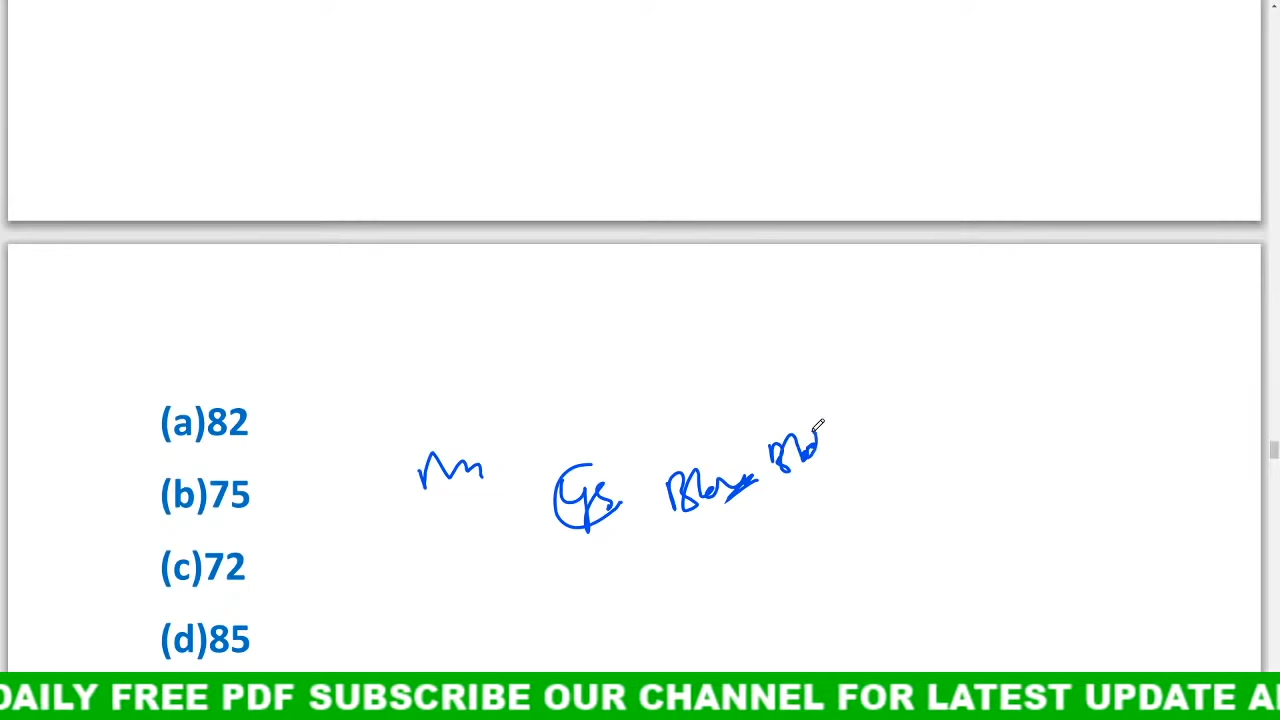 (a)82
(b)75
(c)72
(d)85
DAILY FREE PDF SUBSCRIBE OUR CHANNEL FOR LATEST UPDATE A